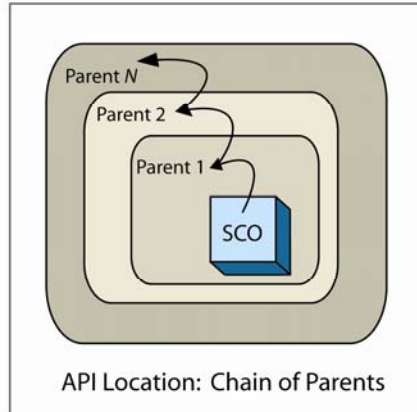 Parent N
Parent 2
Parent 1
SCO
API Location: Chain of Parents